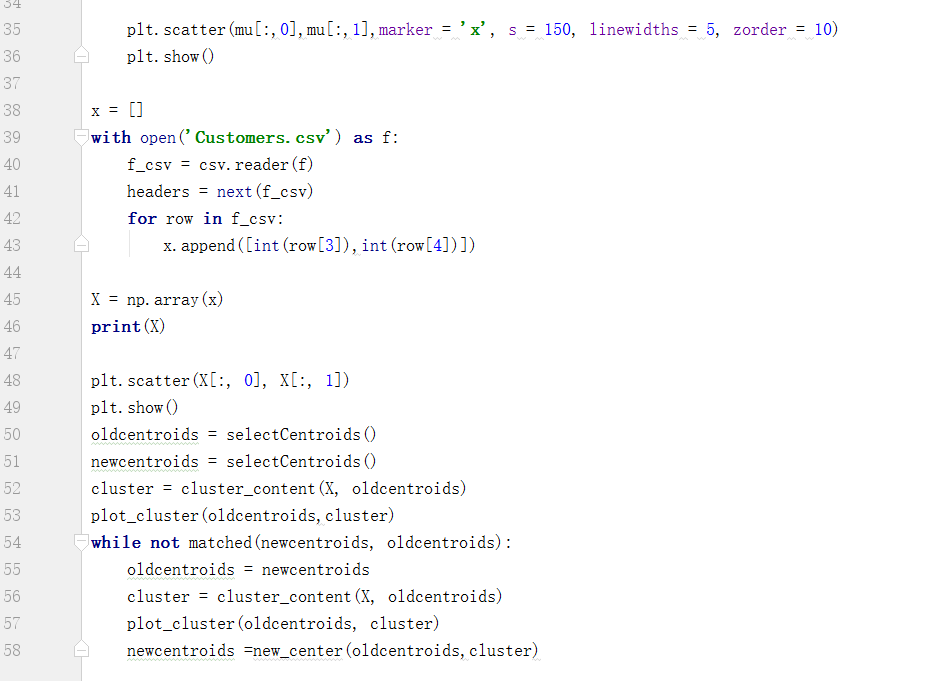 34
35 plt.scatter(mu[:,0],mu[:,1],marker = 'x', s = 150, linewidths = 5, zorder = 10)
36 plt.show()
37
38 x = []
39 with open('Customers.csv') as f:
40 f_csv = csv.reader(f)
41 headers = next(f_csv)
42 for row in f_csv:
43 x.append([int(row[3]),int(row[4])])
44
45 X = np.array(x)
46 print(X)
47
48 plt.scatter(X[:, 0], X[:, 1])
49 plt.show()
50 oldcentroids = selectCentroids()
51 newcentroids = selectCentroids()
52 cluster = cluster_content(X, oldcentroids)
53 plot_cluster(oldcentroids,cluster)
54 while not matched(newcentroids, oldcentroids):
55 oldcentroids = newcentroids
56 cluster = cluster_content(X, oldcentroids)
57 plot_cluster(oldcentroids, cluster)
58 newcentroids =new_center(oldcentroids,cluster)